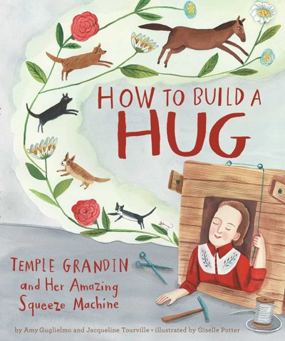 HOW TO BUILD A
HUG
TEMPLE GRANDIN
and Her Amazing
Squeeze Machine
by Amy Guglielmo and Jacqueline Tourville • illustrated by Giselle Potter